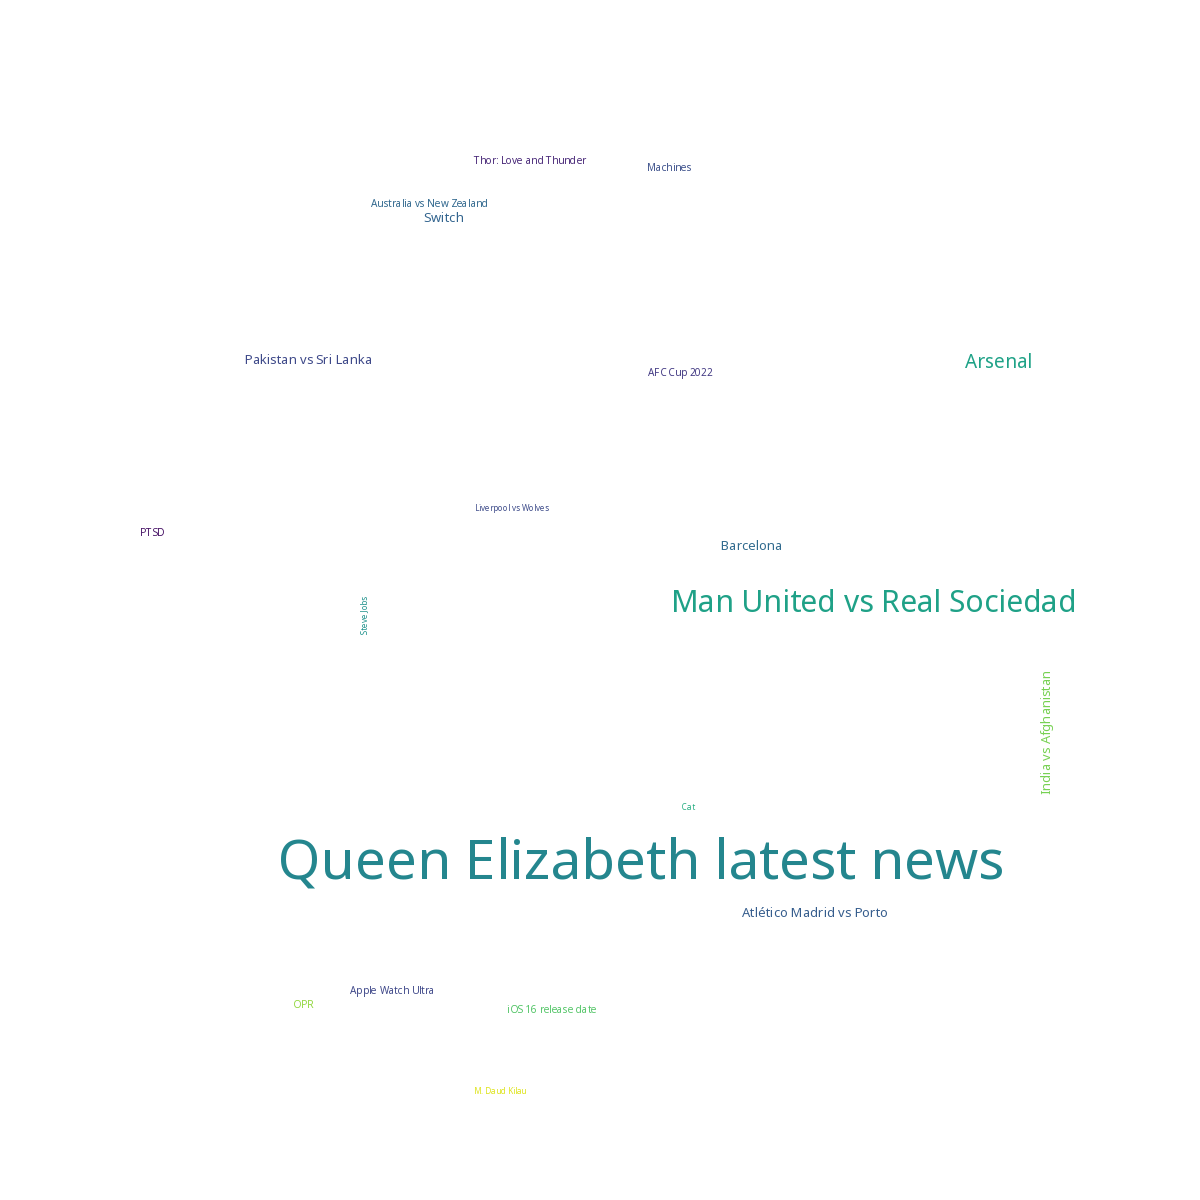 Thor: Love and Thunder
Machines
Australia vs New Zealand
Switch
Pakistan vs Sri Lanka
Arsenal
AFC Cup 2022
Liverpool vs Wolves
PTSD
Barcelona
Man United vs Real Sociedad
Steve Jobs
India vs Afghanistan
Cat
Queen Elizabeth latest news
Atlético Madrid vs Porto
Apple Watch Ultra
OPR
iOS 16 release date
M Daud Kilau